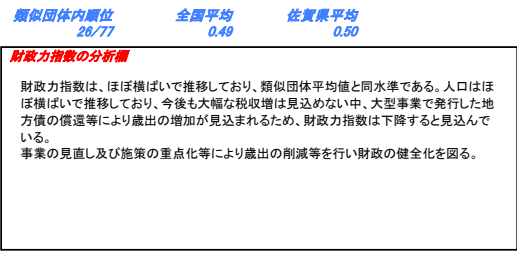 類似団体内順位 全国平均 佐賀県平均
26/77 0.49 0.50
財政力指数の分析欄
財政力指数は、ほぼ横ばいで推移しており、類似団体平均値と同水準である。人口はほ
ぼ横ばいで推移しており、今後も大幅な税収増は見込めない中、大型事業で発行した地
方債の償還等により歳出の増加が見込まれるため、財政力指数は下降すると見込んで
いる。
事業の見直し及び施策の重点化等により歳出の削減等を行い財政の健全化を図る。